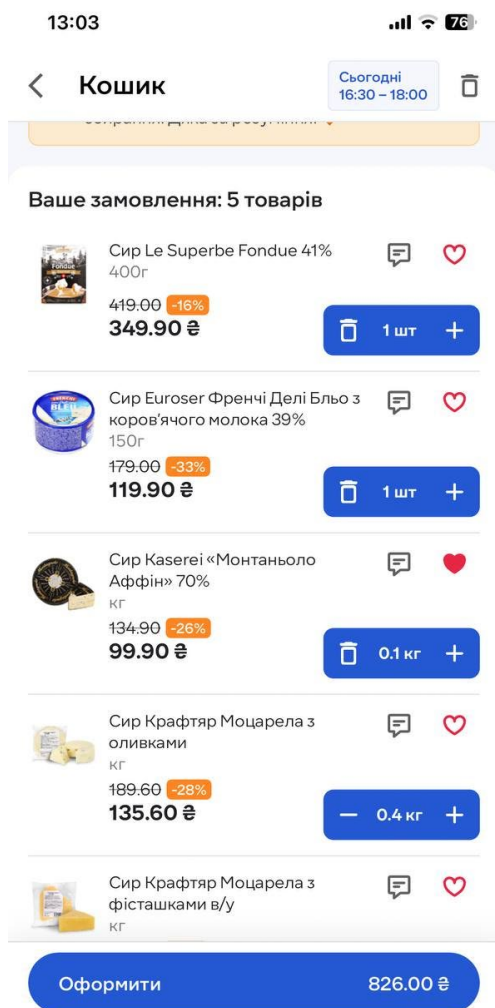 13:03
76
Кошик
Сьогодні
16:30 – 18:00
Ваше замовлення: 5 товарів
Сир Le Superbe Fondue 41%
400г
419.00 -16%
349.90 ₴
1 шт
Fondue
Сир Euroser Френчі Делі Бльо з
коров'ячого молока 39%
150г
179.00 -33%
119.90 ₴
1 шт
BLEU
Сир Kaserei «Монтаньоло
Аффін» 70%
кг
134.90 -26%
99.90 ₴
0.1 кг
Сир Крафтяр Моцарела з
оливками
кг
189.60 -28%
135.60 ₴
0.4 кг
Сир Крафтяр Моцарела з
фісташками в/у
кг
Оформити
826.00 ₴